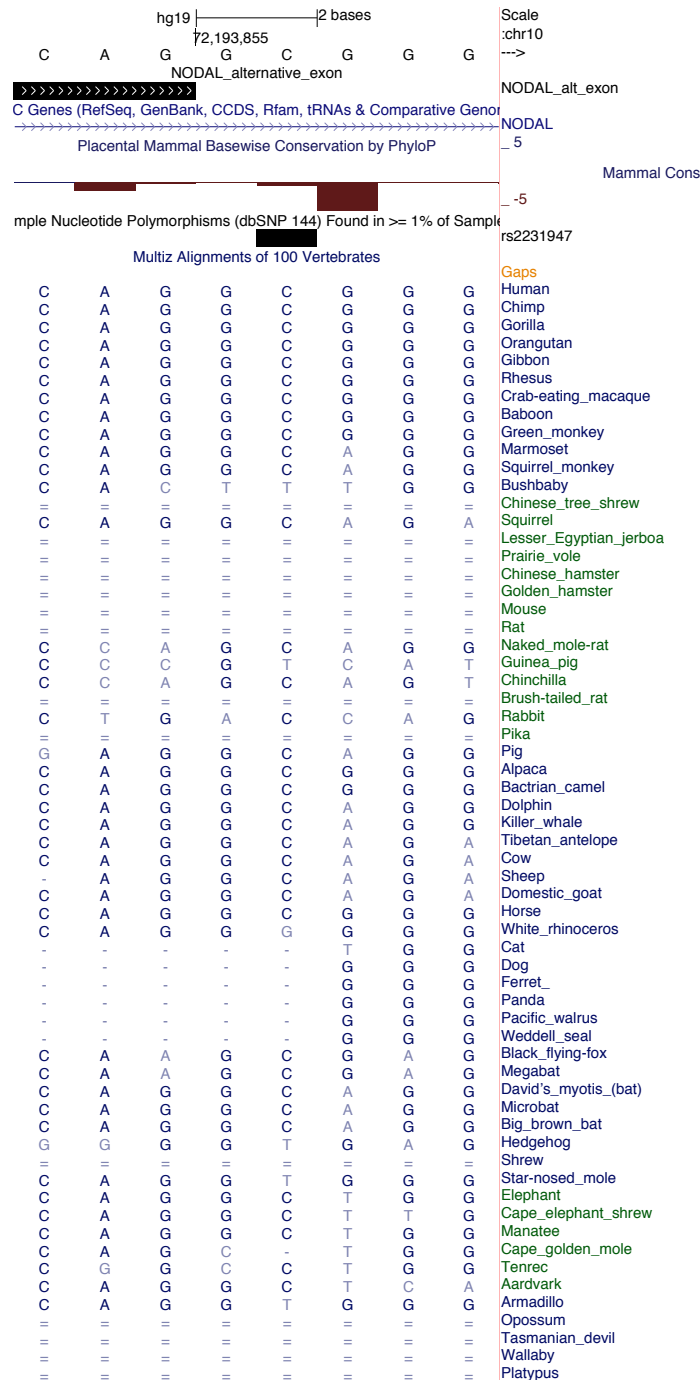 hg19 2 bases Scale
72,193,855 :chr10
C A G G C G G G --->
NODAL_alternative_exon
NODAL_alt_exon
C Genes (RefSeq, GenBank, CCDS, Rfam, tRNAs & Comparative Genor
NODAL
Placental Mammal Basewise Conservation by PhyloP _ 5
Mammal Cons
_ -5
mple Nucleotide Polymorphisms (dbSNP 144) Found in >= 1% of Sample
rs2231947
Multiz Alignments of 100 Vertebrates
Gaps
C A G G C G G G Human
C A G G C G G G Chimp
C A G G C G G G Gorilla
C A G G C G G G Orangutan
C A G G C G G G Gibbon
C A G G C G G G Rhesus
C A G G C G G G Crab-eating_macaque
C A G G C G G G Baboon
C A G G C G G G Green_monkey
C A G G C A G G Marmoset
C A G G C A G G Squirrel_monkey
C A C T T T G G Bushbaby
= = = = = = = = Chinese_tree_shrew
C A G G C A G A Squirrel
= = = = = = = = Lesser_Egyptian_jerboa
= = = = = = = = Prairie_vole
= = = = = = = = Chinese_hamster
= = = = = = = = Golden_hamster
= = = = = = = = Mouse
= = = = = = = = Rat
C C A G C A G G Naked_mole-rat
C C C G T C A T Guinea_pig
C C A G C A G T Chinchilla
= = = = = = = = Brush-tailed_rat
C T G A C C A G Rabbit
= = = = = = = = Pika
G A G G C A G G Pig
C A G G C G G G Alpaca
C A G G C G G G Bactrian_camel
C A G G C A G G Dolphin
C A G G C A G G Killer_whale
C A G G C A G A Tibetan_antelope
C A G G C A G A Cow
- A G G C A G A Sheep
C A G G C A G A Domestic_goat
C A G G C G G G Horse
C A G G G G G G White_rhinoceros
- - - - - T G G Cat
- - - - - G G G Dog
- - - - - G G G Ferret_
- - - - - G G G Panda
- - - - - G G G Pacific_walrus
- - - - - G G G Weddell_seal
C A A G C G A G Black_flying-fox
C A A G C G A G Megabat
C A G G C A G G David's_myotis_(bat)
C A G G C A G G Microbat
C A G G C A G G Big_brown_bat
G G G G T G A G Hedgehog
= = = = = = = = Shrew
C A G G T G G G Star-nosed_mole
C A G G C T G G Elephant
C A G G C T T G Cape_elephant_shrew
C A G G C T G G Manatee
C A G C - T G G Cape_golden_mole
C G G C C T G G Tenrec
C A G G C T C A Aardvark
C A G G T G G G Armadillo
= = = = = = = = Opossum
= = = = = = = = Tasmanian_devil
= = = = = = = = Wallaby
= = = = = = = = Platypus